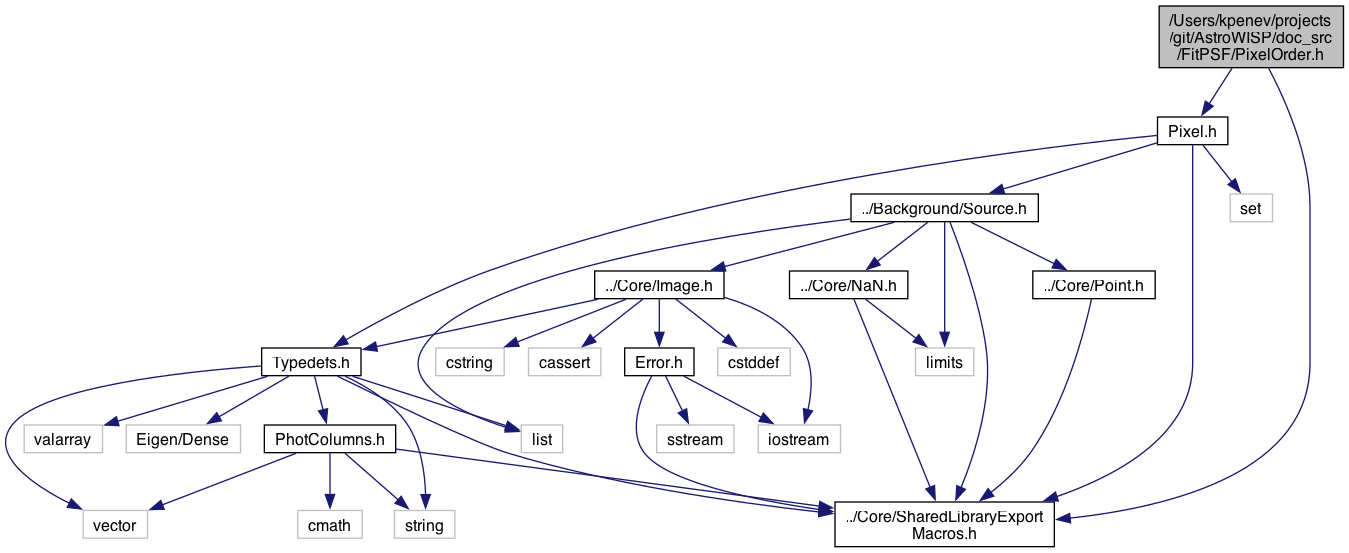 /Users/kpenev/projects
/git/AstroWISP/doc_src
/FitPSF/PixelOrder.h
Pixel.h
../Background/Source.h
set
../Core/Image.h
../Core/NaN.h
../Core/Point.h
Typedefs.h
cstring
cassert
Error.h
cstddef
limits
valarray
Eigen/Dense
PhotColumns.h
list
sstream
iostream
vector
cmath
string
../Core/SharedLibraryExport
Macros.h